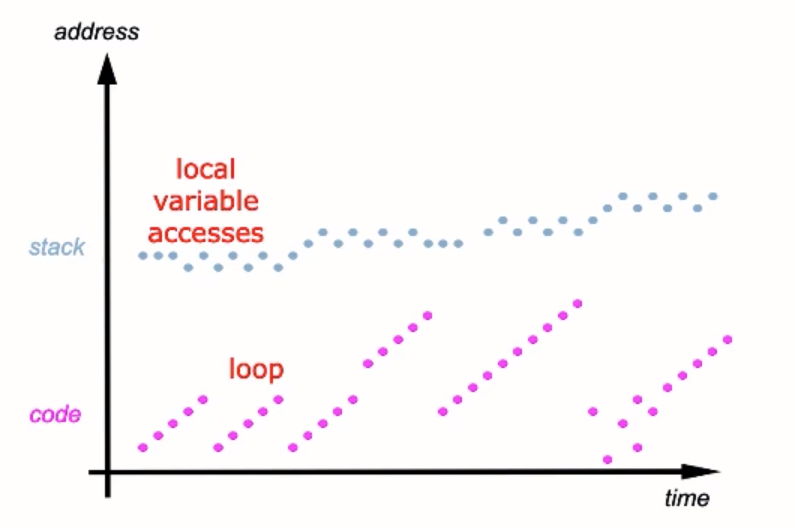 address
local
variable
accesses
stack
loop
code
time